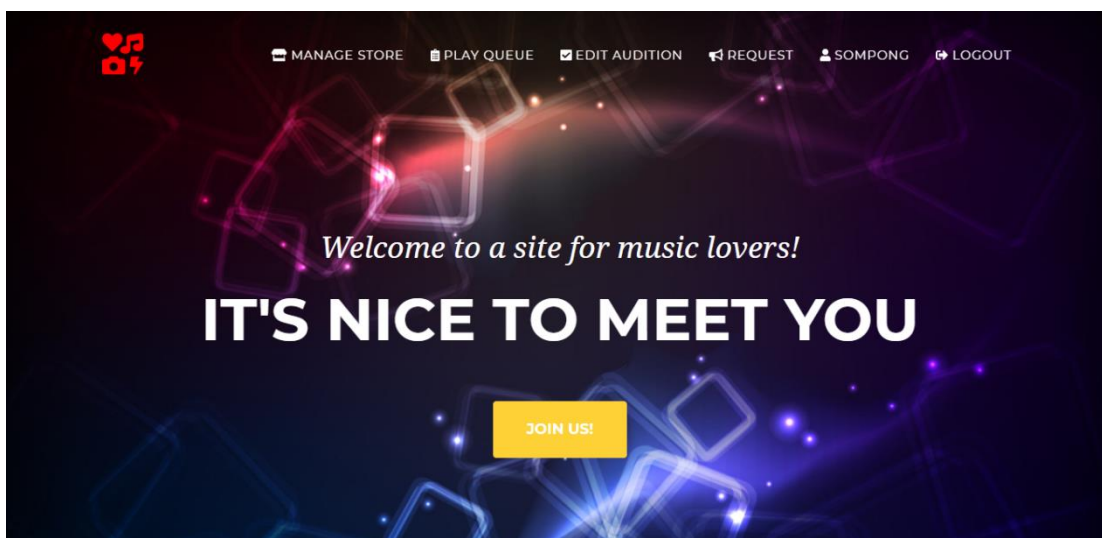 MANAGE STORE PLAY QUEUE EDIT AUDITION REQUEST SOMPONG LOGOUT
Welcome to a site for music lovers!
IT'S NICE TO MEET YOU
JOIN US!